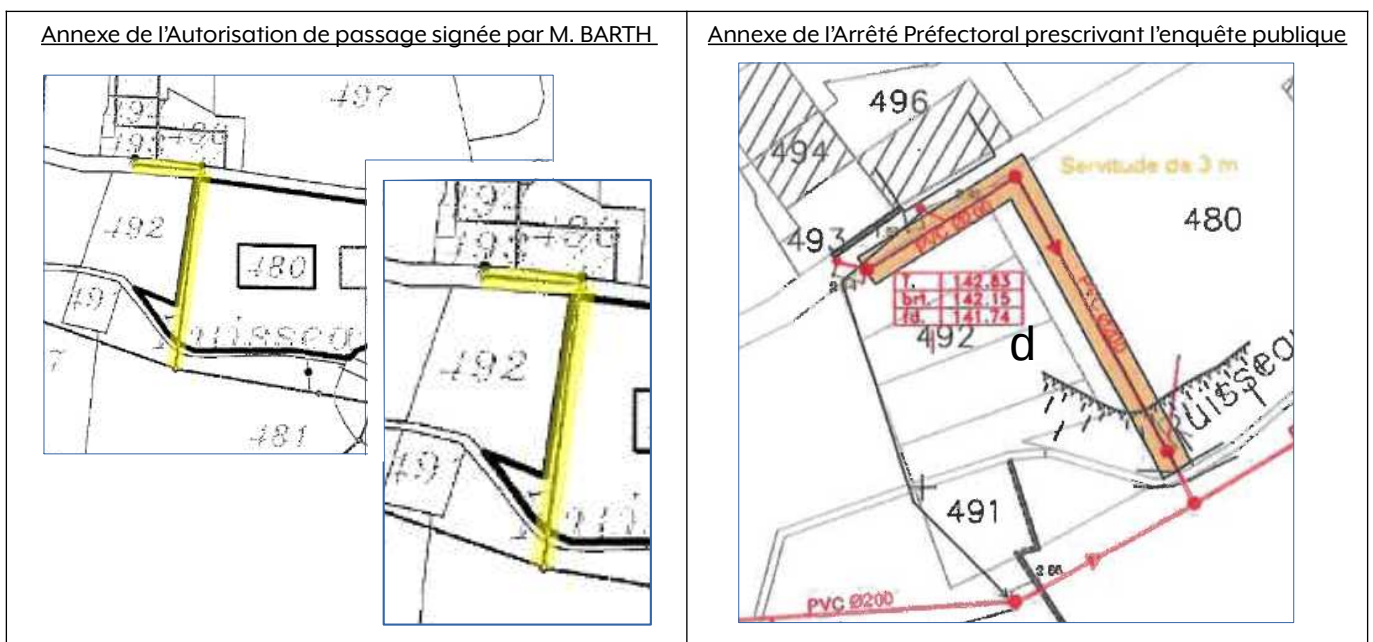 Annexe de l'Autorisation de passage signée par M. BARTH
497
492
480
491
481
492
491
Annexe de l'Arrêté Préfectoral prescrivant l'enquête publique
496
494
Servitude de 3 m
480
493
PVC Ø200
PVC Ø200
T. 142.83
brt. 142.15
fd. 141.74
492
d
Ruisseau
491
PVC Ø200